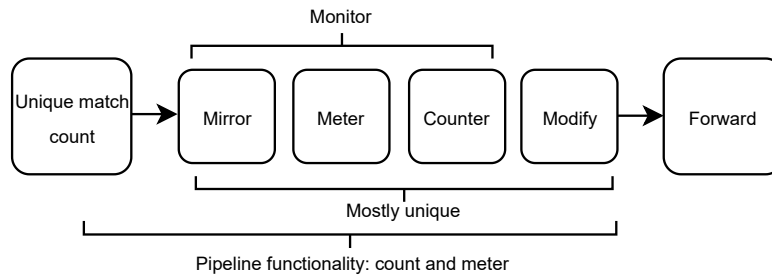 Monitor
Unique match
count
Mirror
Meter
Counter
Modify
Forward
Mostly unique
Pipeline functionality: count and meter